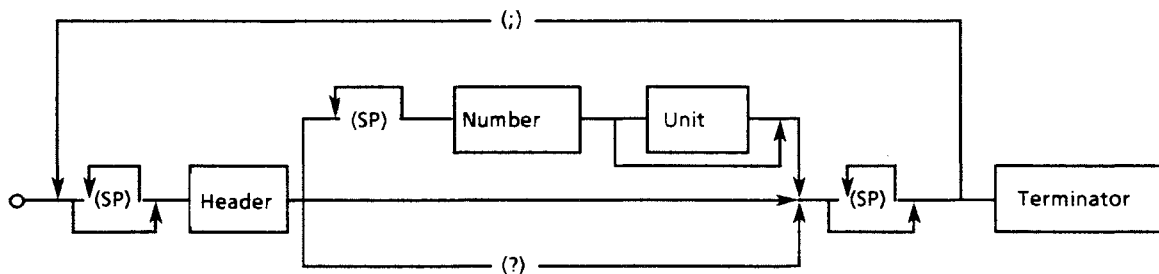 (;)
(SP) Number Unit
(SP) Header (SP) Terminator
(?)